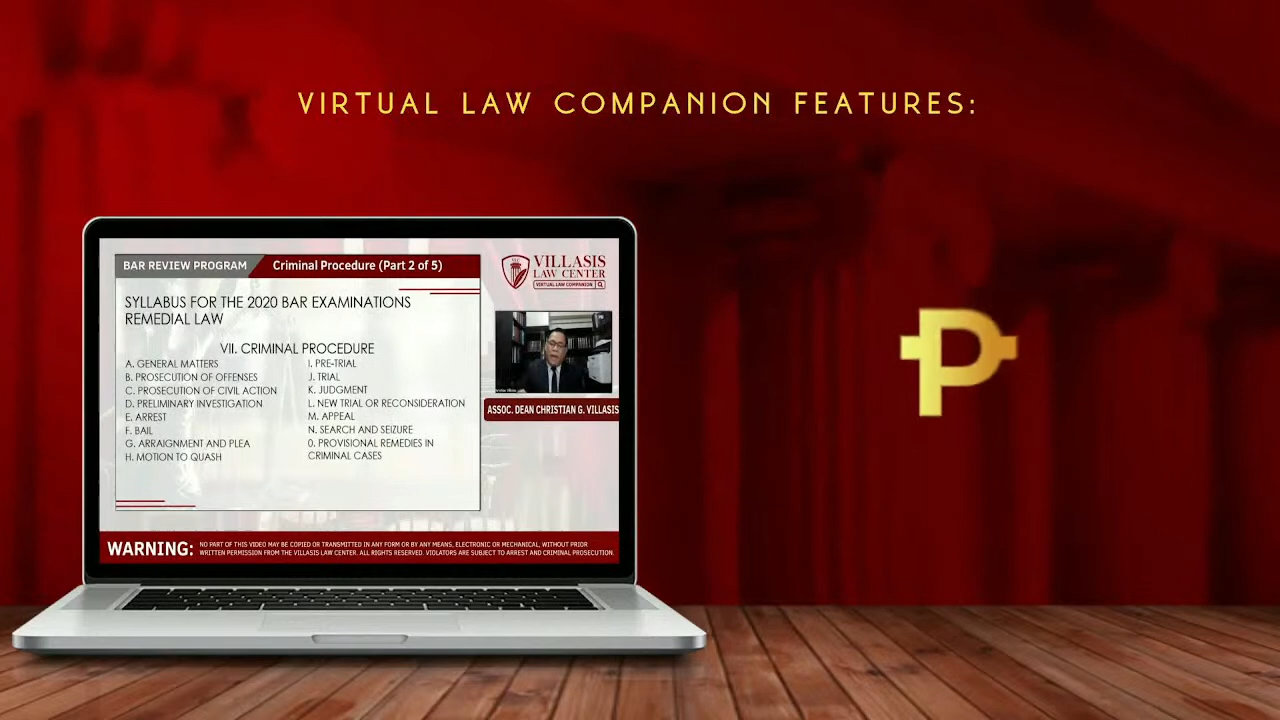 VIRTUAL LAW COMPANION FEATURES:
BAR REVIEW PROGRAM
Criminal Procedure (Part 2 of 5)
VILLASIS
LAW CENTER
VIRTUAL LAW COMPANION
SYLLABUS FOR THE 2020 BAR EXAMINATIONS
REMEDIAL LAW
VII. CRIMINAL PROCEDURE
A. GENERAL MATTERS
B. PROSECUTION OF OFFENSES
C. PROSECUTION OF CIVIL ACTION
D. PRELIMINARY INVESTIGATION
E. ARREST
F. BAIL
G. ARRAIGNMENT AND PLEA
H. MOTION TO QUASH
I. PRE-TRIAL
J. TRIAL
K. JUDGMENT
L. NEW TRIAL OR RECONSIDERATION
M. APPEAL
N. SEARCH AND SEIZURE
0. PROVISIONAL REMEDIES IN
CRIMINAL CASES
ASSOC. DEAN CHRISTIAN G. VILLASIS
WARNING:
NO PART OF THIS VIDEO MAY BE COPIED OR TRANSMITTED IN ANY FORM OR BY ANY MEANS, ELECTRONIC OR MECHANICAL, WITHOUT PRIOR
WRITTEN PERMISSION FROM THE VILLASIS LAW CENTER. ALL RIGHTS RESERVED. VIOLATORS ARE SUBJECT TO ARREST AND CRIMINAL PROSECUTION.
P